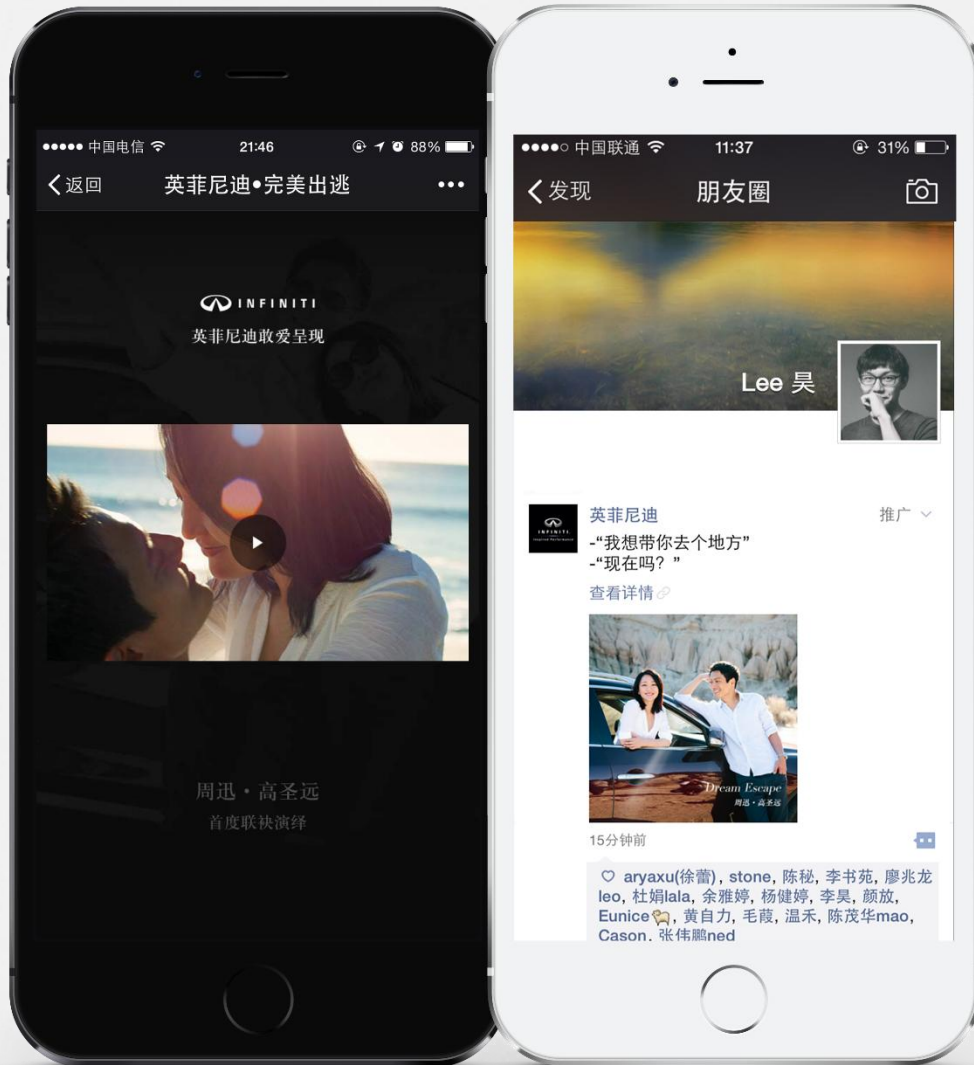 中国电信 21:46 88%
返回 英菲尼迪•完美出逃 •••
INFINITI
英菲尼迪敢爱呈现
周迅•高圣远
首度联袂演绎
中国联通 11:37 31%
发现 朋友圈
Lee 昊
INFINITI
英菲尼迪 推广
-“我想带你去个地方”
-“现在吗？”
查看详情
Dream Escape
周迅•高圣远
15分钟前
aryaxu(徐蕾), stone, 陈秘, 李书苑, 廖兆龙
leo, 杜娟lala, 余雅婷, 杨健婷, 李昊, 颜放,
Eunice, 黄自力, 毛葭, 温禾, 陈茂华mao,
Cason, 张伟鹏ned